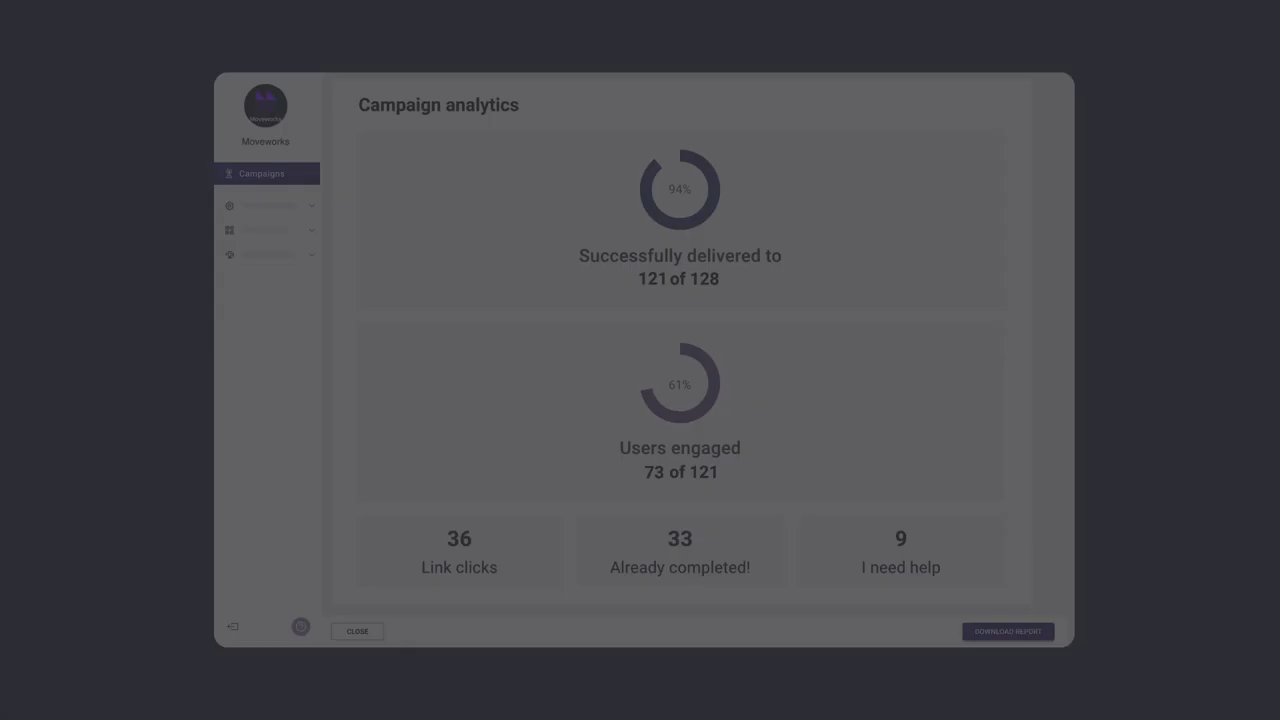 Campaign analytics
Moveworks
Moveworks
Campaigns
94%
Successfully delivered to
121 of 128
61%
Users engaged
73 of 121
36
Link clicks
33
Already completed!
9
I need help
CLOSE
DOWNLOAD REPORT